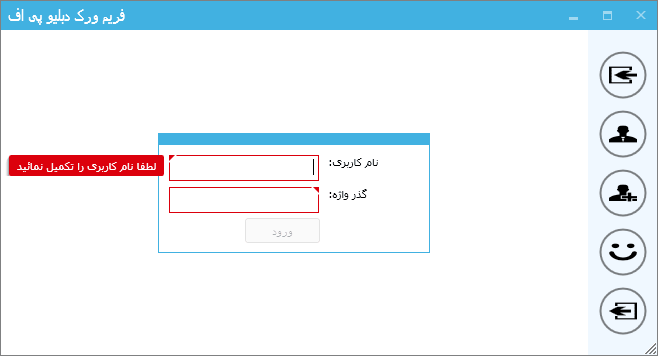 فریم ورک دبلیو پی اف
نام کاربری:
لطفا نام کاربری را تکمیل نمائید
گذر واژه:
ورود